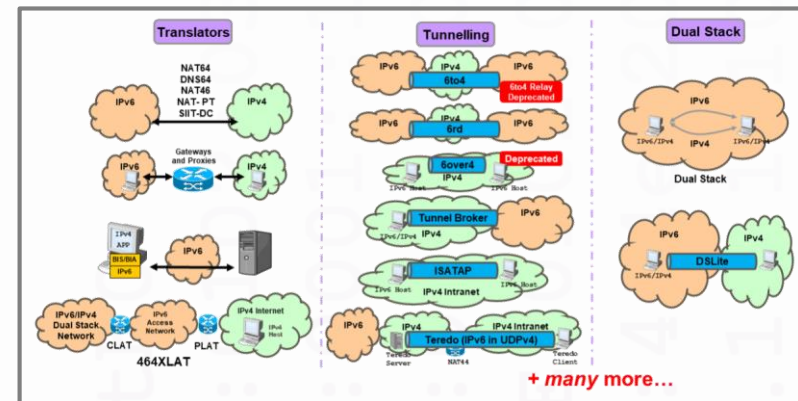 Translators
NAT64
DNS64
NAT46
NAT- PT
SIIT-DC
IPv6
IPv4
Gateways
and Proxies
IPv6
IPv4
IPv4
APP
BIS/BIA
IPv6
IPv6
IPv6/IPv4
Dual Stack
Network
CLAT
IPv6
Access
Network
PLAT
IPv4 Internet
IPv6
464XLAT
Tunnelling
IPv6
IPv4
IPv6
6to4
6to4 Relay
Deprecated
IPv6
IPv4
IPv6
6rd
6over4
Deprecated
IPv4
IPv6 Host
IPv6 Host
Tunnel Broker
IPv6
IPv6/IPv4
IPv4
ISATAP
IPv6 Host
IPv6 Host
IPv4 Intranet
IPv6
IPv4
IPv4 Intranet
Teredo (IPv6 in UDPv4)
Teredo
Server
NAT44
Teredo
Client
Dual Stack
IPv6
IPv6/IPv4
IPv6/IPv4
IPv4
Dual Stack
IPv6
IPv4
DSLite
IPv6/IPv4
+ many more…